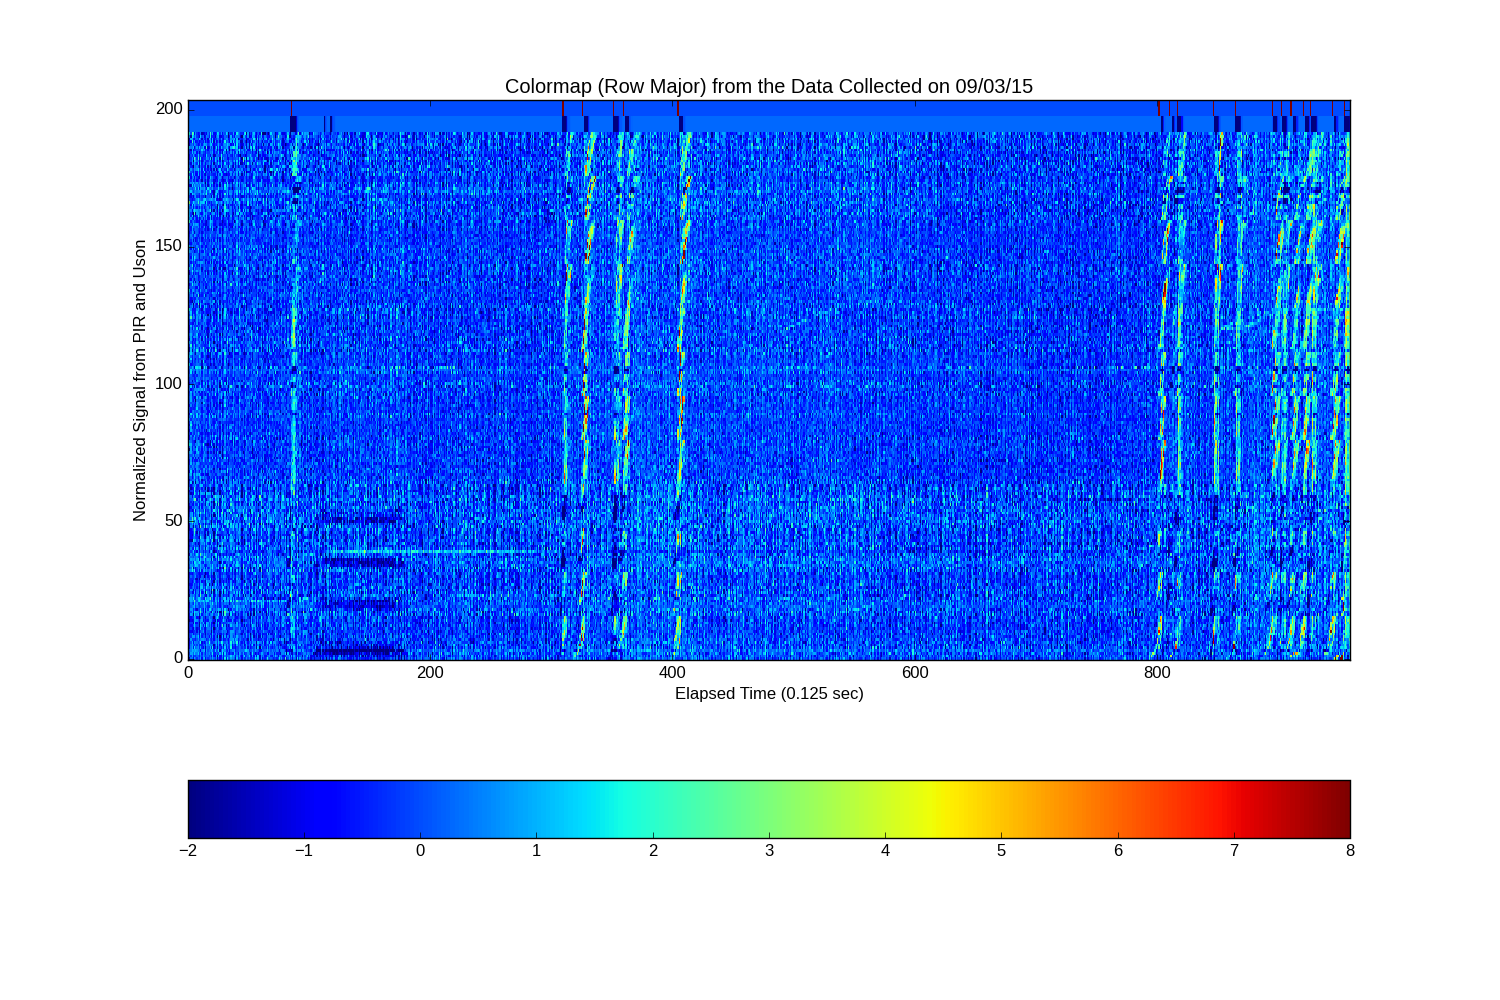 Colormap (Row Major) from the Data Collected on 09/03/15
200
150
100
50
0
Normalized Signal from PIR and Uson
0 200 400 600 800
Elapsed Time (0.125 sec)
−2 −1 0 1 2 3 4 5 6 7 8